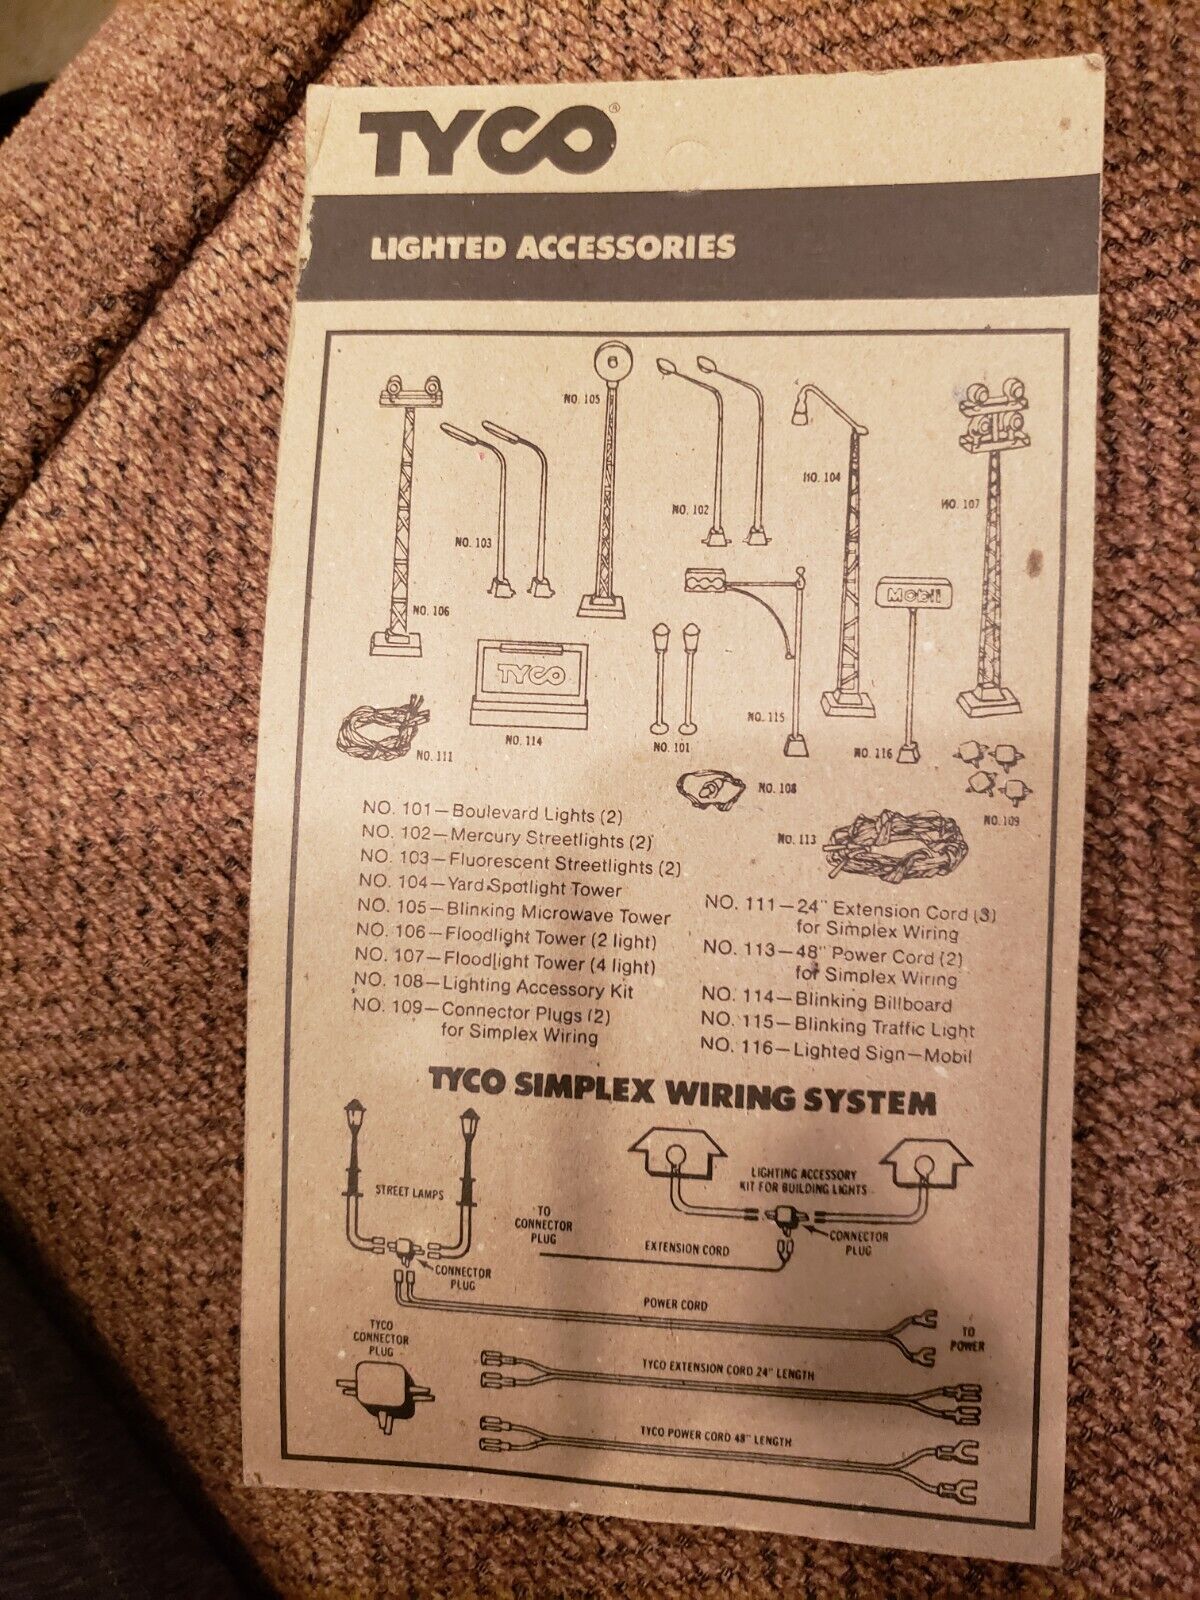 TYCO®
LIGHTED ACCESSORIES
NO. 105
NO. 104
NO. 107
NO. 102
NO. 103
NO. 106
Mobil
TYCO
NO. 115
NO. 114
NO. 101
NO. 116
NO. 111
NO. 108
NO. 109
NO. 113
NO. 101—Boulevard Lights (2)
NO. 102—Mercury Streetlights (2)
NO. 103—Fluorescent Streetlights (2)
NO. 104—Yard Spotlight Tower
NO. 105—Blinking Microwave Tower
NO. 106—Floodlight Tower (2 light)
NO. 107—Floodlight Tower (4 light)
NO. 108—Lighting Accessory Kit
NO. 109—Connector Plugs (2)
for Simplex Wiring
NO. 111—24" Extension Cord (3)
for Simplex Wiring
NO. 113—48" Power Cord (2)
for Simplex Wiring
NO. 114—Blinking Billboard
NO. 115—Blinking Traffic Light
NO. 116—Lighted Sign—Mobil
TYCO SIMPLEX WIRING SYSTEM
STREET LAMPS
LIGHTING ACCESSORY
KIT FOR BUILDING LIGHTS
TO
CONNECTOR
PLUG
CONNECTOR
PLUG
EXTENSION CORD
CONNECTOR
PLUG
POWER CORD
TO
POWER
TYCO
CONNECTOR
PLUG
TYCO EXTENSION CORD 24" LENGTH
TYCO POWER CORD 48" LENGTH